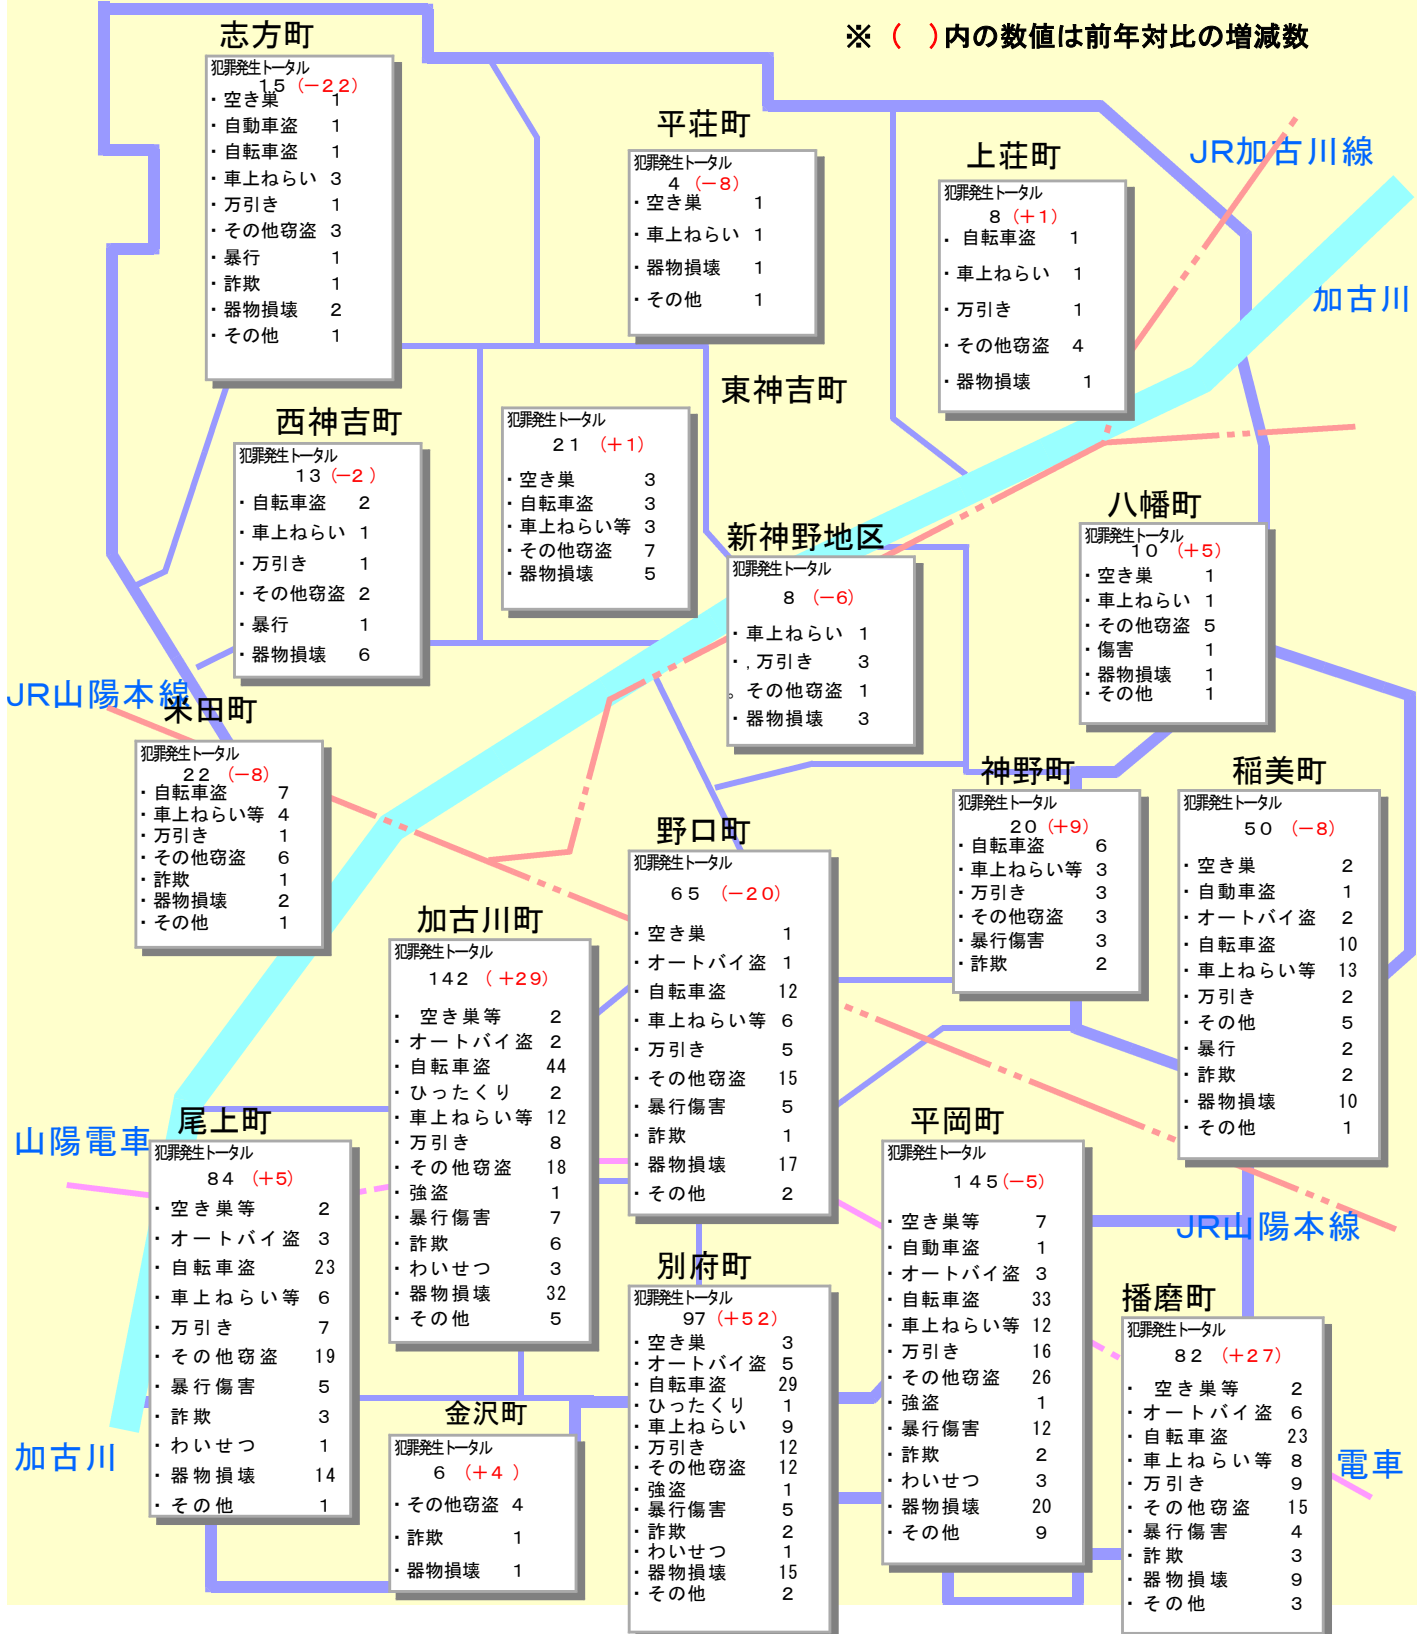 ※（　）内の数値は前年対比の増減数
志方町
犯罪発生トータル
１５（－２２）
・空き巣　１
・自動車盗　１
・自転車盗　１
・車上ねらい　３
・万引き　１
・その他窃盗　３
・暴行　１
・詐欺　１
・器物損壊　２
・その他　１
平荘町
犯罪発生トータル
４（－８）
・空き巣　１
・車上ねらい　１
・器物損壊　１
・その他　１
上荘町
犯罪発生トータル
８（＋１）
・自転車盗　１
・車上ねらい　１
・万引き　１
・その他窃盗　４
・器物損壊　１
JR加古川線
加古川
東神吉町
犯罪発生トータル
２１（＋１）
・空き巣　３
・自転車盗　３
・車上ねらい等　３
・その他窃盗　７
・器物損壊　５
西神吉町
犯罪発生トータル
１３（－２）
・自転車盗　２
・車上ねらい　１
・万引き　１
・その他窃盗　２
・暴行　１
・器物損壊　６
新神野地区
犯罪発生トータル
８（－６）
・車上ねらい　１
・，万引き　３
。その他窃盗　１
・器物損壊　３
八幡町
犯罪発生トータル
１０（＋５）
・空き巣　１
・車上ねらい　１
・その他窃盗　５
・傷害　１
・器物損壊　１
・その他　１
JR山陽本線
米田町
犯罪発生トータル
２２（－８）
・自転車盗　７
・車上ねらい等　４
・万引き　１
・その他窃盗　６
・詐欺　１
・器物損壊　２
・その他　１
神野町
犯罪発生トータル
２０（＋９）
・自転車盗　６
・車上ねらい等　３
・万引き　３
・その他窃盗　３
・暴行傷害　３
・詐欺　２
稲美町
犯罪発生トータル
５０（－８）
・空き巣　２
・自動車盗　１
・オートバイ盗　２
・自転車盗　10
・車上ねらい等　13
・万引き　２
・その他　５
・暴行　２
・詐欺　２
・器物損壊　10
・その他　１
野口町
犯罪発生トータル
６５（－２０）
・空き巣　１
・オートバイ盗　１
・自転車盗　12
・車上ねらい等　６
・万引き　５
・その他窃盗　15
・暴行傷害　５
・詐欺　１
・器物損壊　17
・その他　２
加古川町
犯罪発生トータル
１４２（＋２９）
・空き巣等　２
・オートバイ盗　２
・自転車盗　44
・ひったくり　２
・車上ねらい等　12
・万引き　８
・その他窃盗　18
・強盗　１
・暴行傷害　７
・詐欺　６
・わいせつ　３
・器物損壊　32
・その他　５
山陽電車
尾上町
犯罪発生トータル
８４（＋５）
・空き巣等　２
・オートバイ盗　３
・自転車盗　23
・車上ねらい等　６
・万引き　７
・その他窃盗　19
・暴行傷害　５
・詐欺　３
・わいせつ　１
・器物損壊　14
・その他　１
平岡町
犯罪発生トータル
１４５（－５）
・空き巣等　７
・自動車盗　１
・オートバイ盗　３
・自転車盗　33
・車上ねらい等　12
・万引き　16
・その他窃盗　26
・強盗　１
・暴行傷害　12
・詐欺　２
・わいせつ　３
・器物損壊　20
・その他　９
JR山陽本線
別府町
犯罪発生トータル
97（＋５２）
・空き巣　３
・オートバイ盗　５
・自転車盗　29
・ひったくり　１
・車上ねらい　９
・万引き　12
・その他窃盗　12
・強盗　１
・暴行傷害　５
・詐欺　２
・わいせつ　１
・器物損壊　15
・その他　２
播磨町
犯罪発生トータル
８２（＋２７）
・空き巣等　２
・オートバイ盗　６
・自転車盗　23
・車上ねらい等　８
・万引き　９
・その他窃盗　15
・暴行傷害　４
・詐欺　３
・器物損壊　９
・その他　３
金沢町
犯罪発生トータル
６（＋４）
・その他窃盗　４
・詐欺　１
・器物損壊　１
加古川
電車